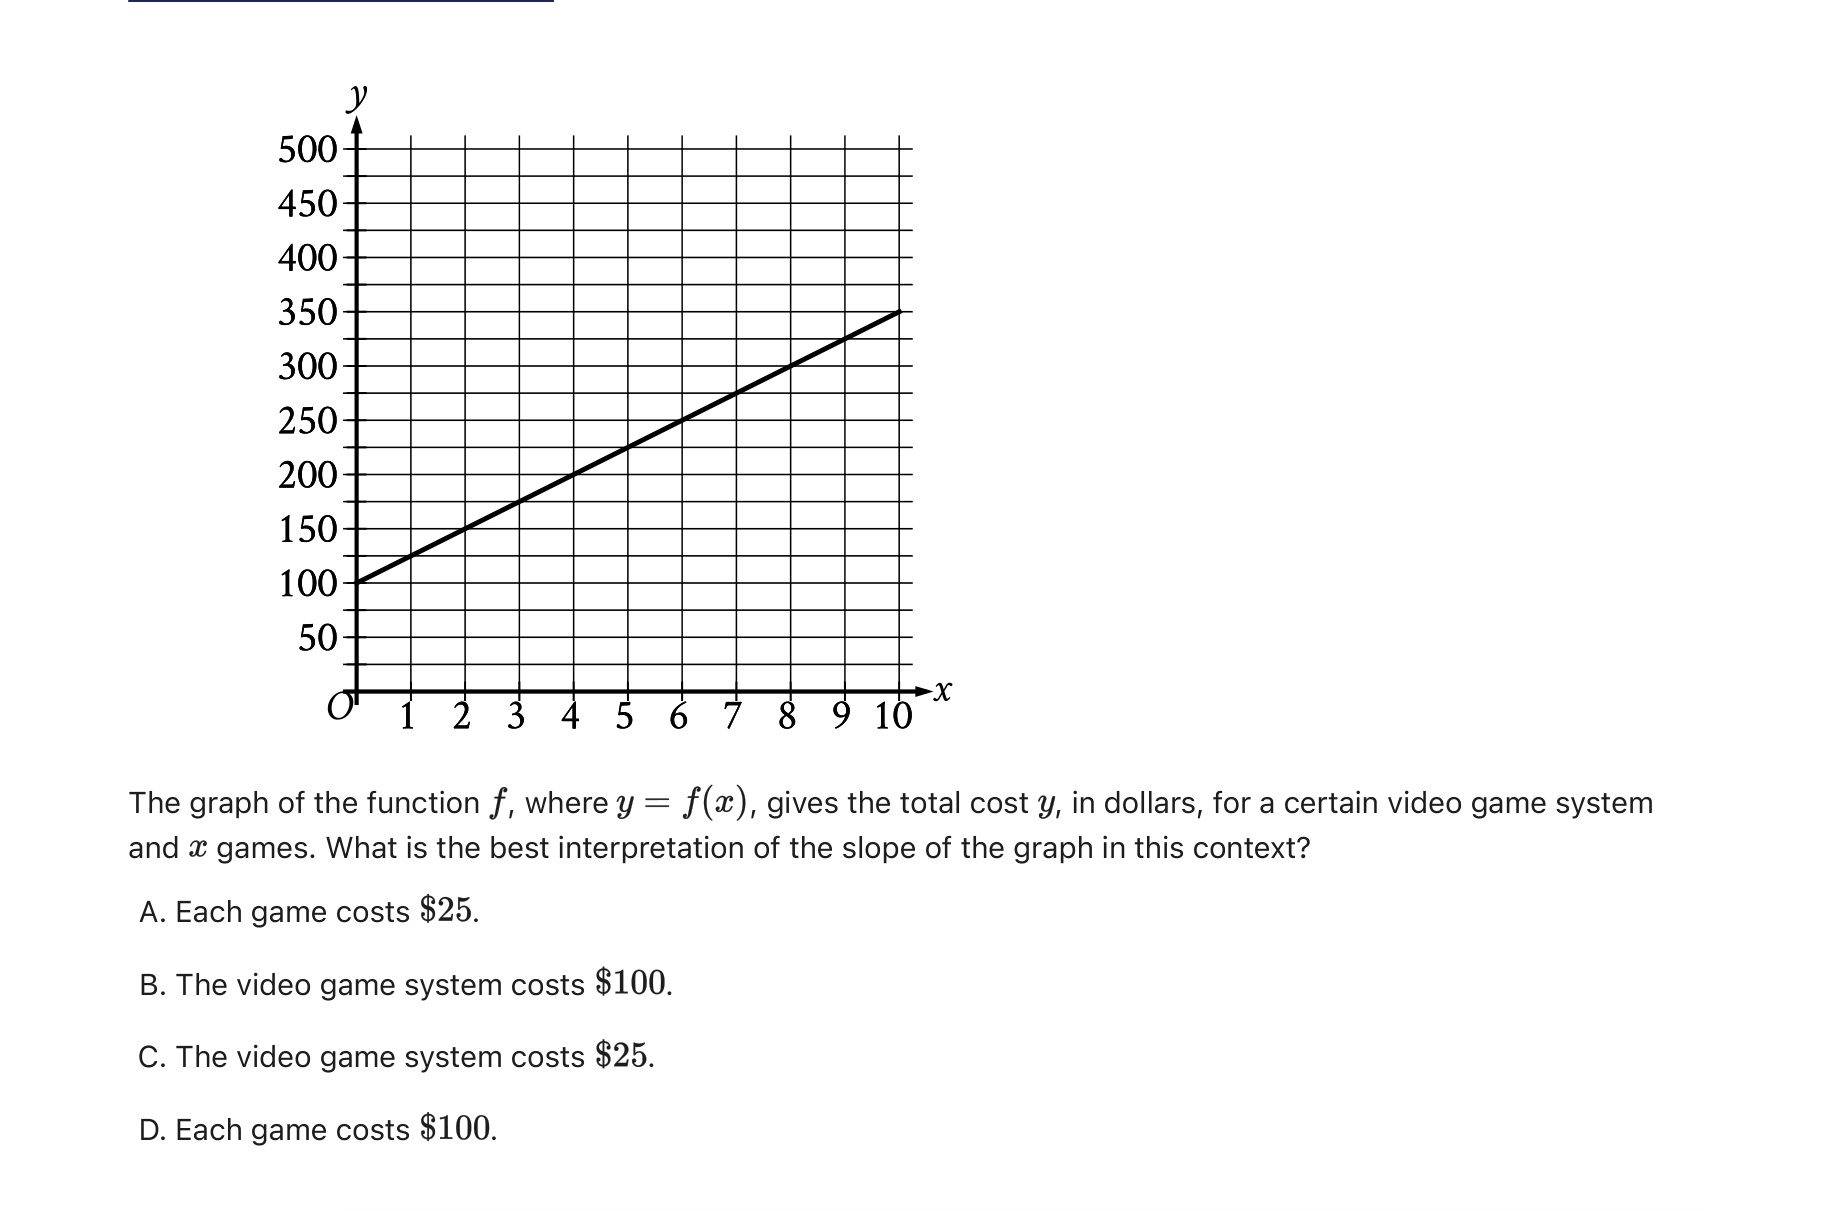 y
500
450
400
350
300
250
200
150
100
50
O 1 2 3 4 5 6 7 8 9 10 x
The graph of the function f, where y = f(x), gives the total cost y, in dollars, for a certain video game system
and x games. What is the best interpretation of the slope of the graph in this context?
A. Each game costs $25.
B. The video game system costs $100.
C. The video game system costs $25.
D. Each game costs $100.